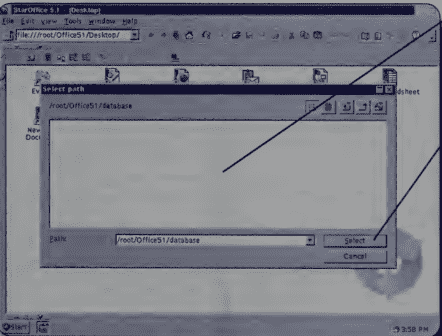 StarOffice 5.1 - [Desktop]
File Edit View Tools Window Help
file:///root/Office51/Desktop/
Select path
/root/Office51/database
New
Path:
/root/Office51/database
Select
Cancel
Start
3:58 PM